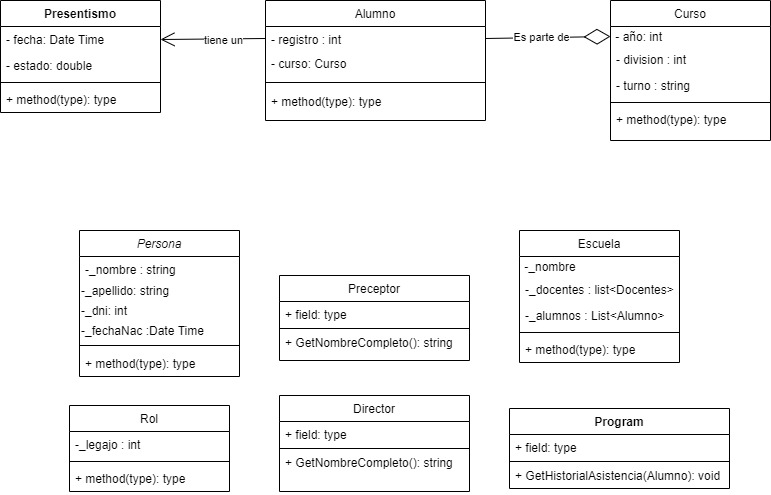 Presentismo
- fecha: Date Time
- estado: double
+ method(type): type
tiene un
Alumno
- registro : int
- curso: Curso
+ method(type): type
Es parte de
Curso
- año: int
- division : int
- turno : string
+ method(type): type
Persona
-_nombre : string
-_apellido: string
-_dni: int
-_fechaNac :Date Time
+ method(type): type
Preceptor
+ field: type
+ GetNombreCompleto(): string
Escuela
-_nombre
-_docentes : list<Docentes>
-_alumnos : List<Alumno>
+ method(type): type
Rol
-_legajo : int
+ method(type): type
Director
+ field: type
+ GetNombreCompleto(): string
Program
+ field: type
+ GetHistorialAsistencia(Alumno): void